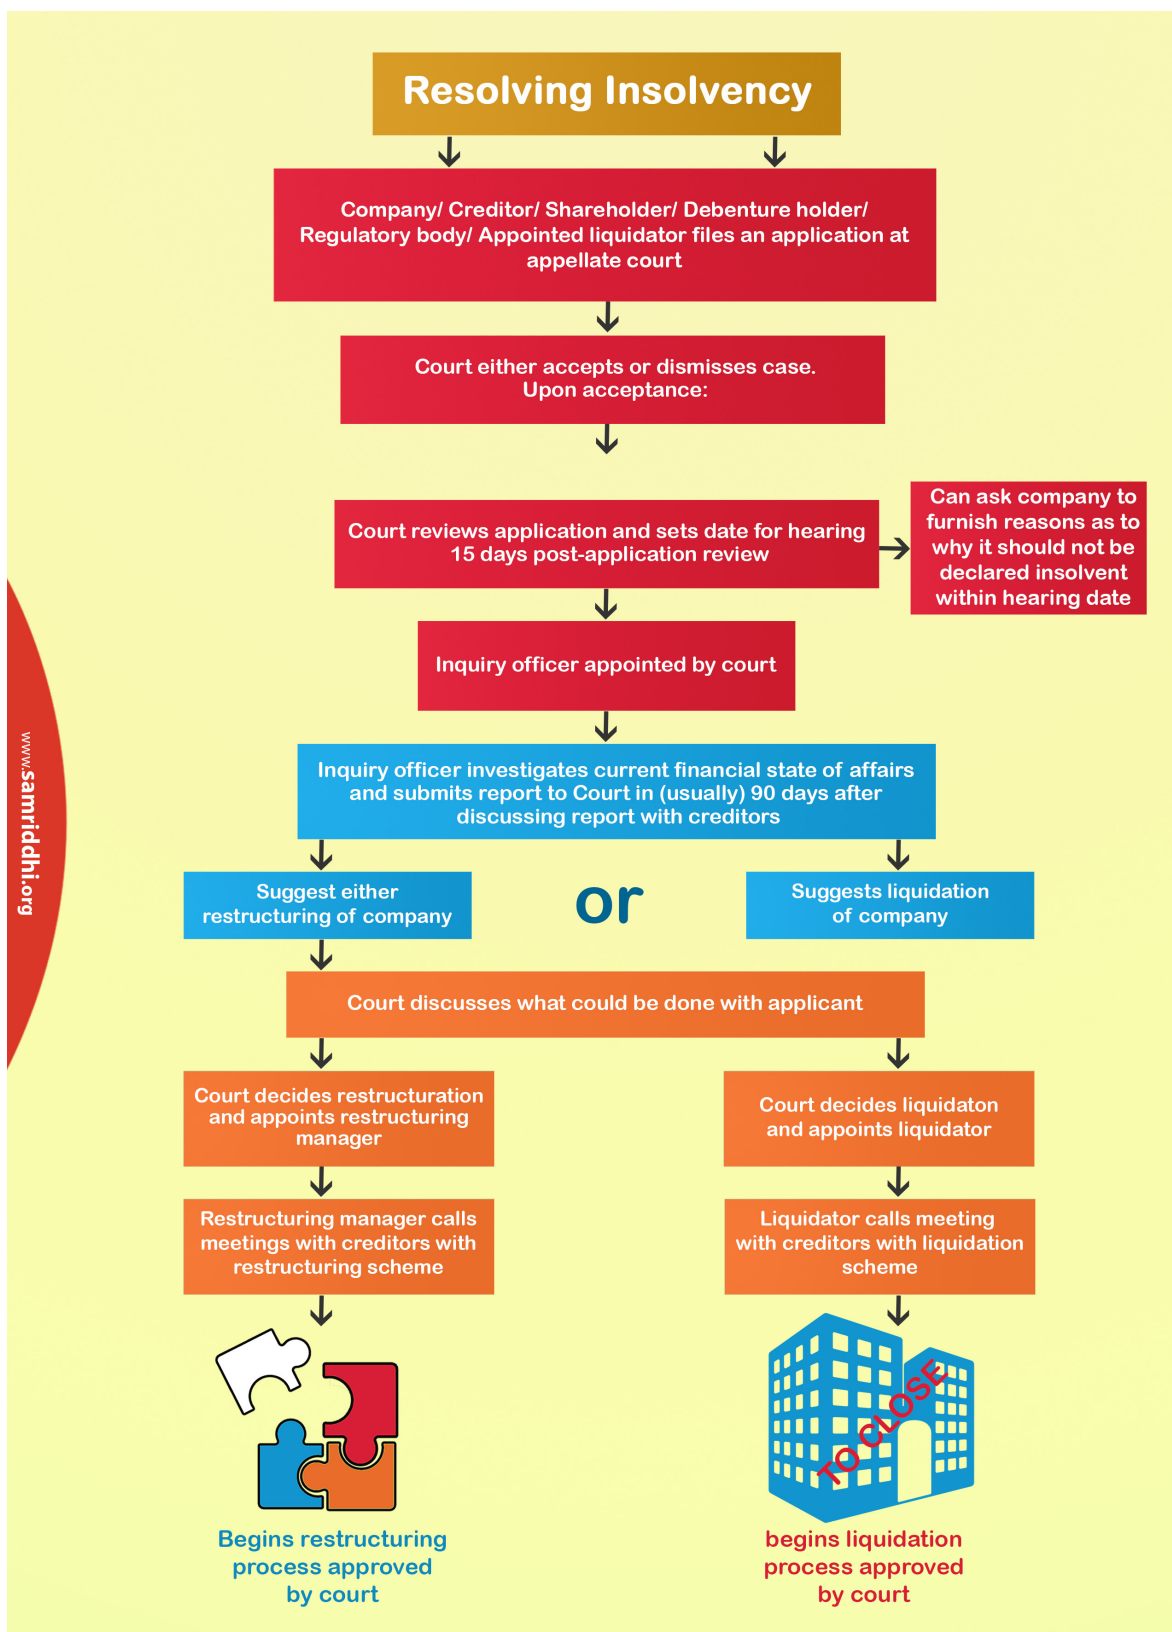 Resolving Insolvency
Company/ Creditor/ Shareholder/ Debenture holder/
Regulatory body/ Appointed liquidator files an application at
appellate court
Court either accepts or dismisses case.
Upon acceptance:
Court reviews application and sets date for hearing
15 days post-application review
Can ask company to
furnish reasons as to
why it should not be
declared insolvent
within hearing date
Inquiry officer appointed by court
Inquiry officer investigates current financial state of affairs
and submits report to Court in (usually) 90 days after
discussing report with creditors
Suggest either
restructuring of company
or
Suggests liquidation
of company
Court discusses what could be done with applicant
Court decides restructuration
and appoints restructuring
manager
Court decides liquidaton
and appoints liquidator
Restructuring manager calls
meetings with creditors with
restructuring scheme
Liquidator calls meeting
with creditors with liquidation
scheme
TO CLOSE
Begins restructuring
process approved
by court
begins liquidation
process approved
by court
www.samriddhi.org